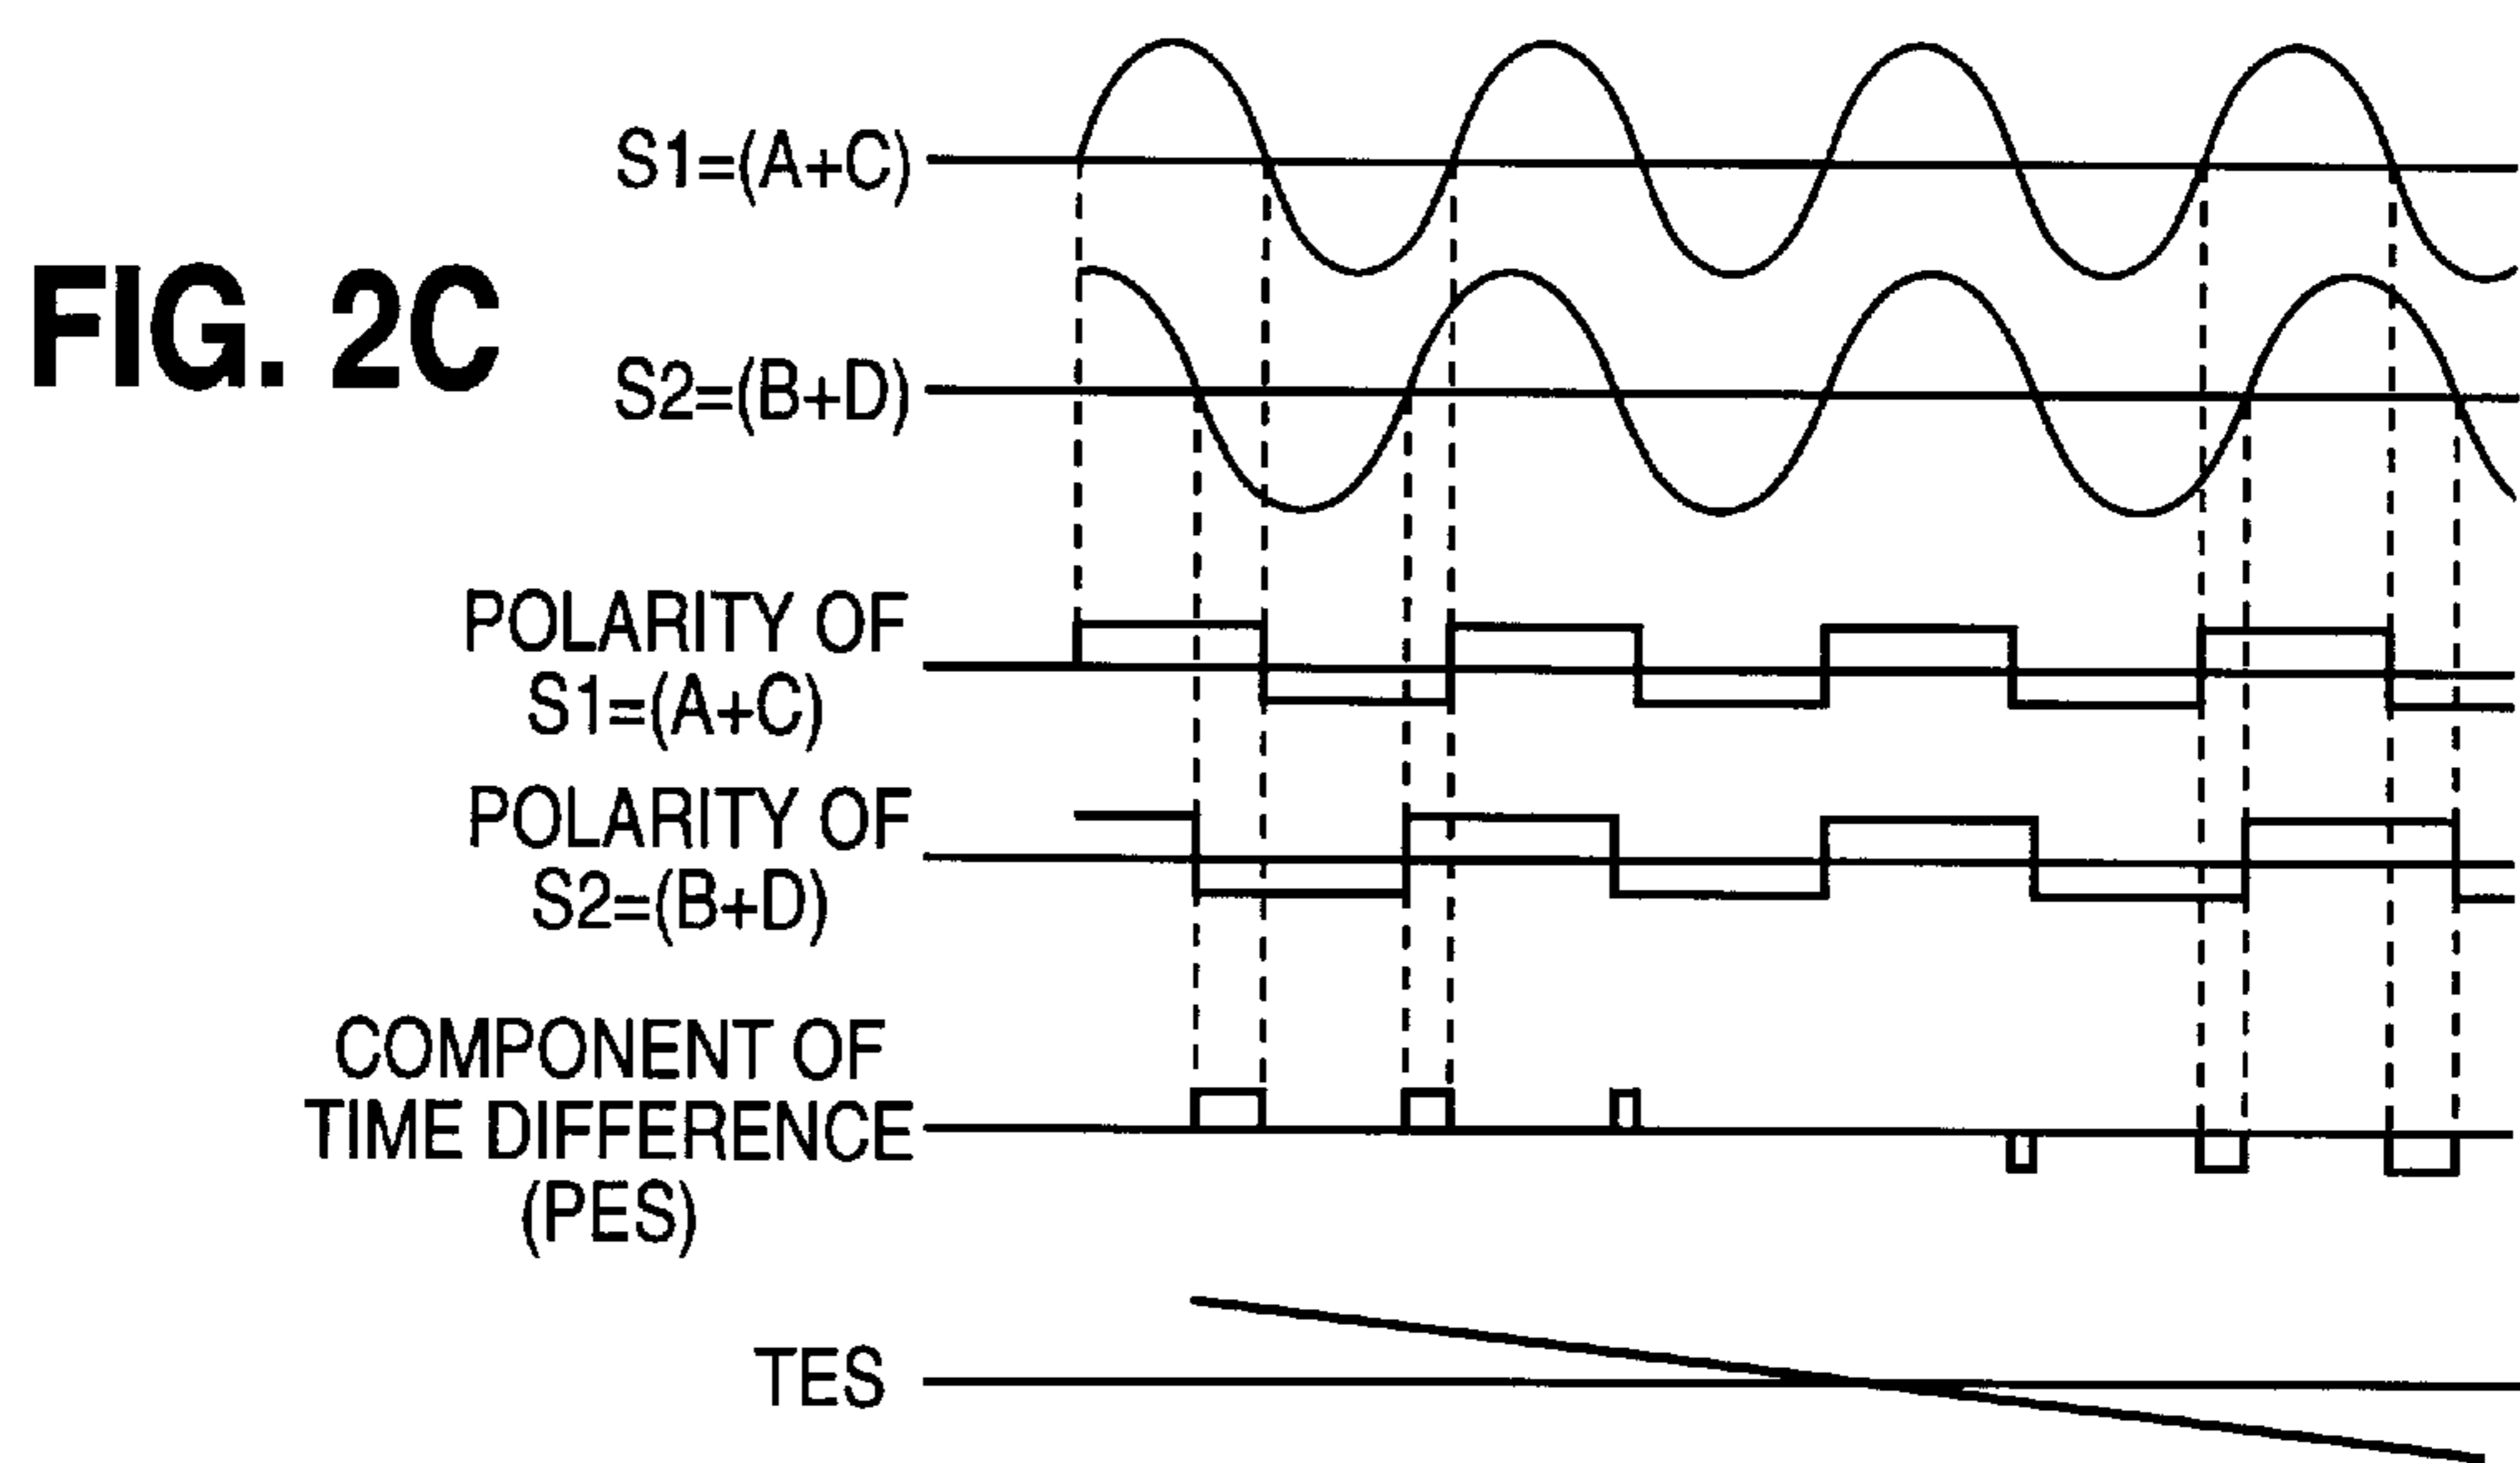 S1=(A+C)
FIG. 2C
S2=(B+D)
POLARITY OF
S1=(A+C)
POLARITY OF
S2=(B+D)
COMPONENT OF
TIME DIFFERENCE
(PES)
TES